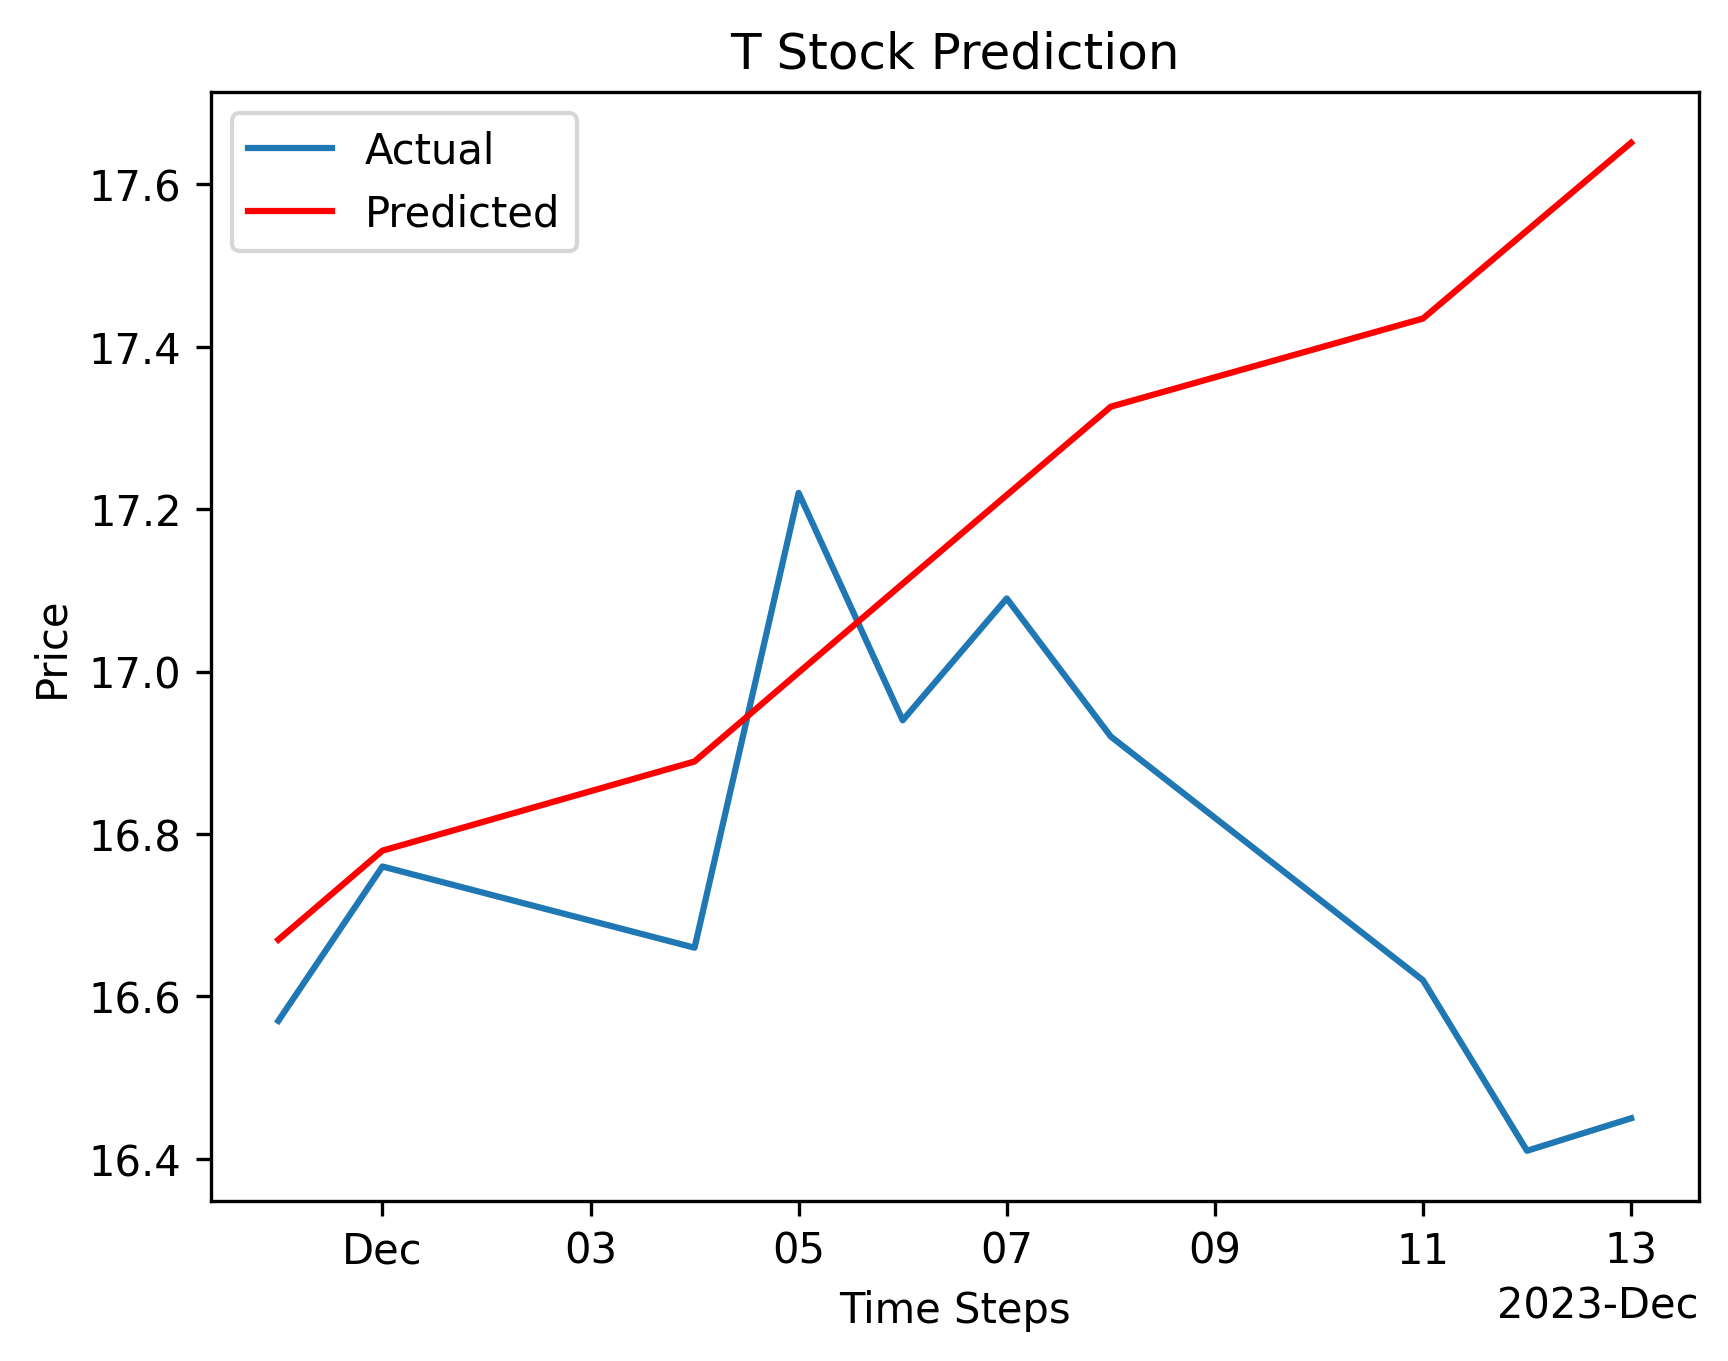 T Stock Prediction
Actual
Predicted
17.6
17.4
17.2
17.0
16.8
16.6
16.4
Price
Dec 03 05 07 09 11 13
2023-Dec
Time Steps